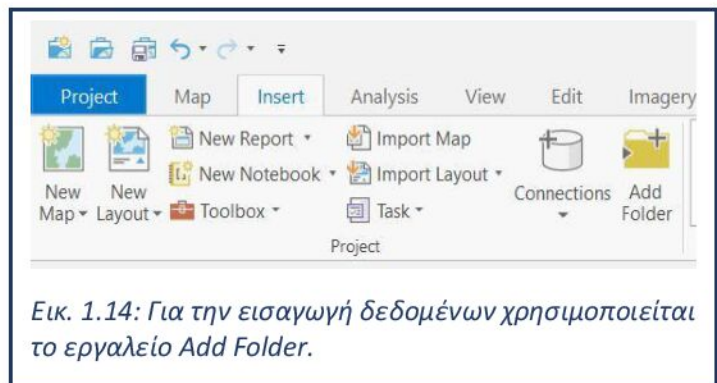 Project Map Insert Analysis View Edit Imagery
New Map New Layout New Report Import Map Connections Add Folder
New Notebook Import Layout
Toolbox Task
Project
Εικ. 1.14: Για την εισαγωγή δεδομένων χρησιμοποιείται
το εργαλείο Add Folder.